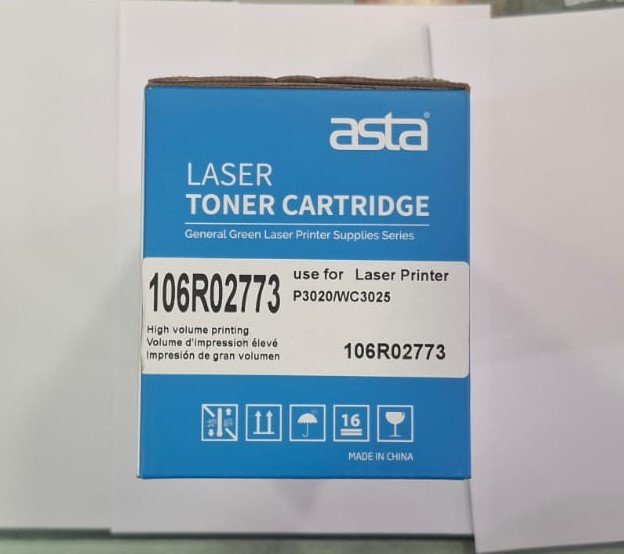 asta®
LASER
TONER CARTRIDGE
General Green Laser Printer Supplies Series
106R02773
use for Laser Printer
P3020/WC3025
High volume printing
Volume d'impression élevé
Impresión de gran volumen
106R02773
16
MADE IN CHINA